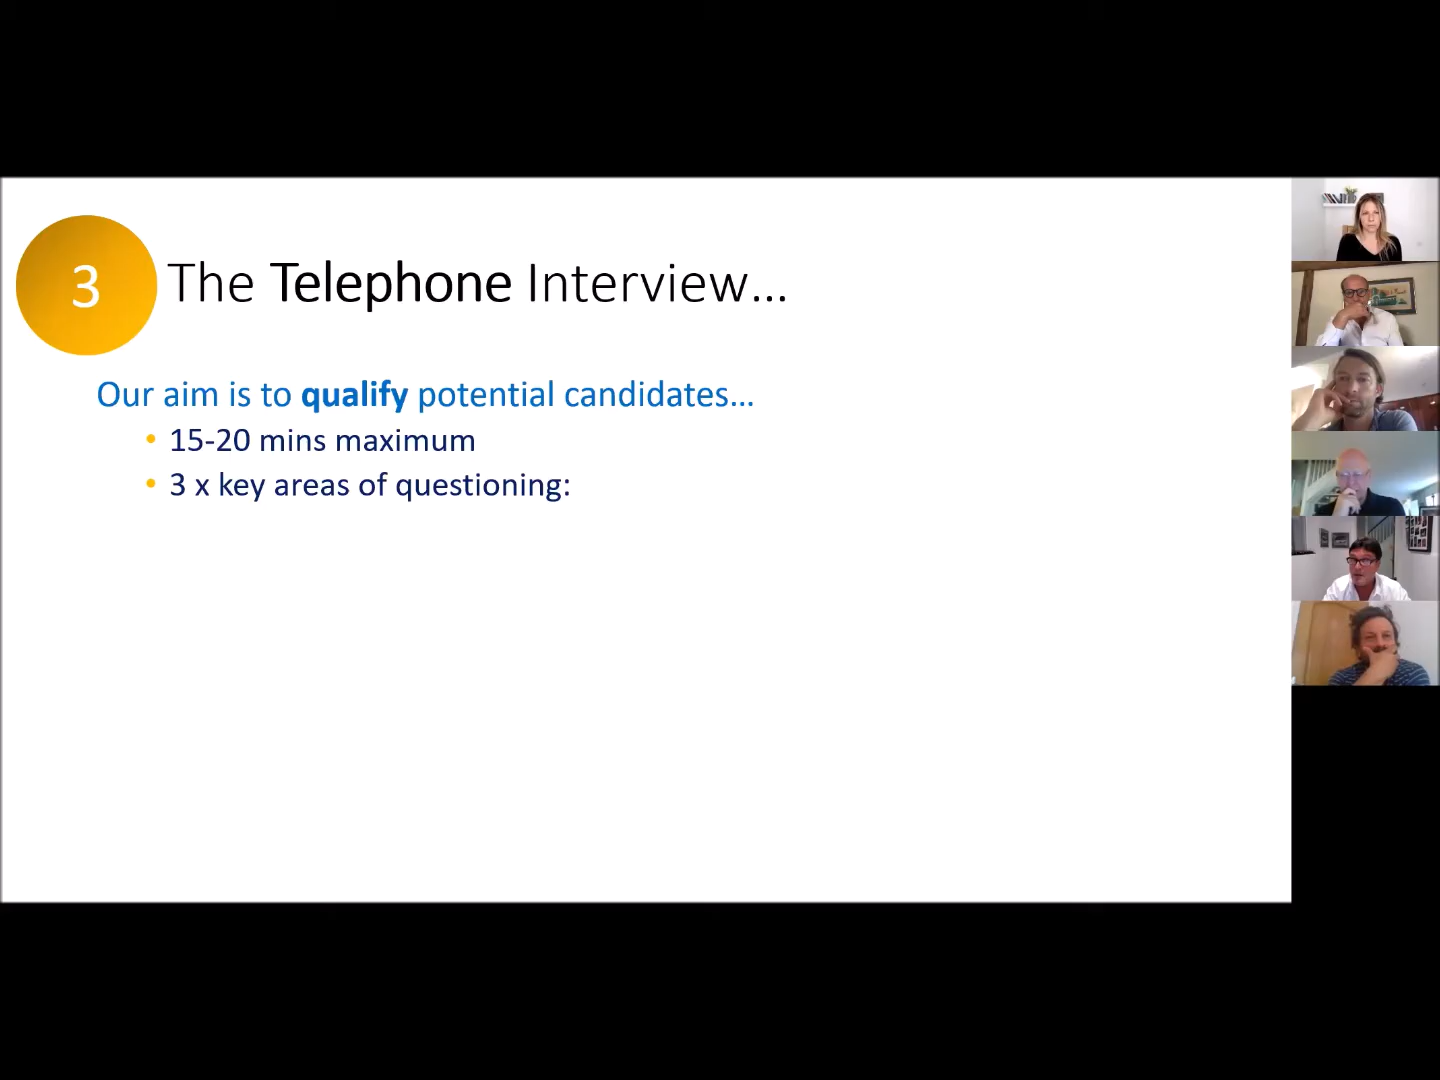 3
The Telephone Interview...
Our aim is to qualify potential candidates...
• 15-20 mins maximum
• 3 x key areas of questioning: